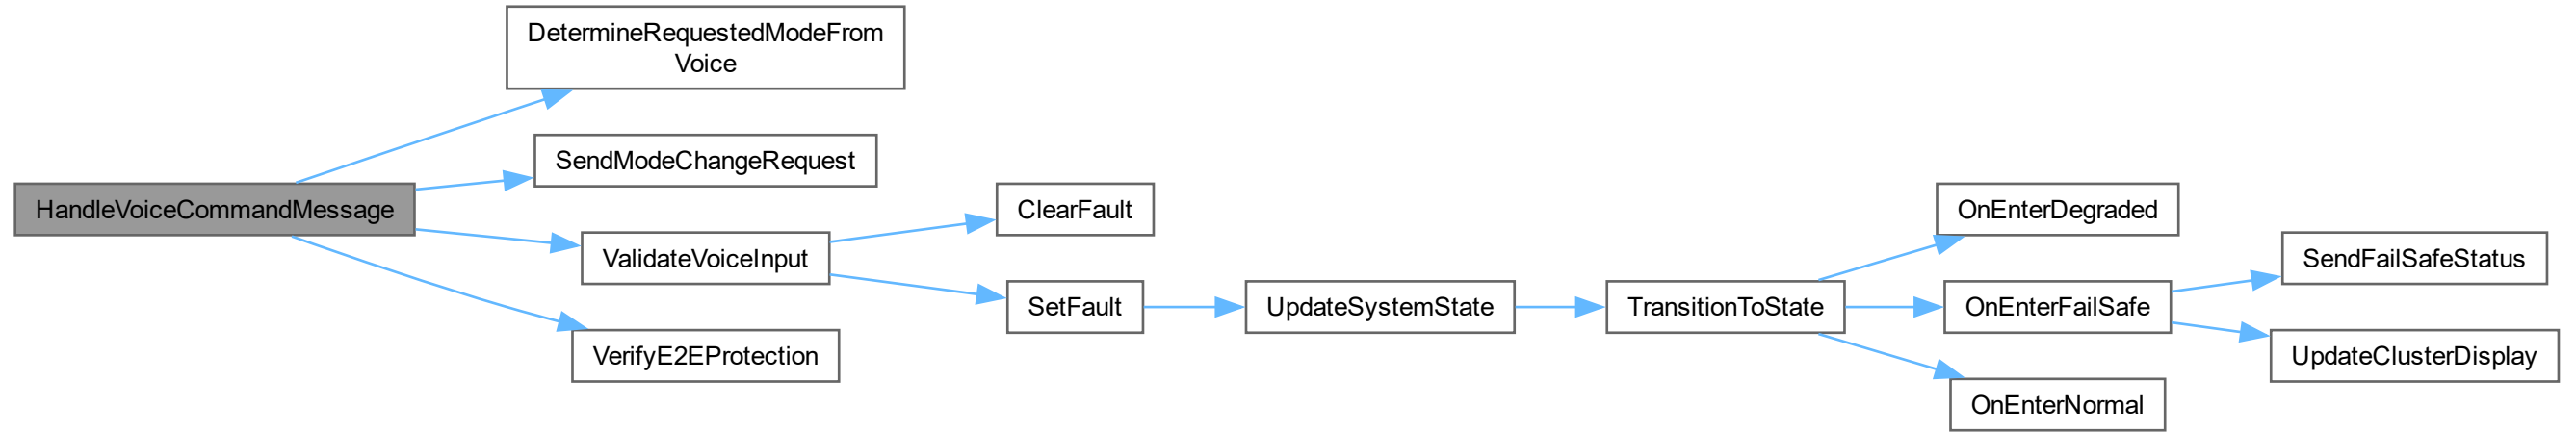 DetermineRequestedModeFrom
Voice
SendModeChangeRequest
HandleVoiceCommandMessage
ValidateVoiceInput
VerifyE2EProtection
ClearFault
SetFault
UpdateSystemState
TransitionToState
OnEnterDegraded
OnEnterFailSafe
OnEnterNormal
SendFailSafeStatus
UpdateClusterDisplay